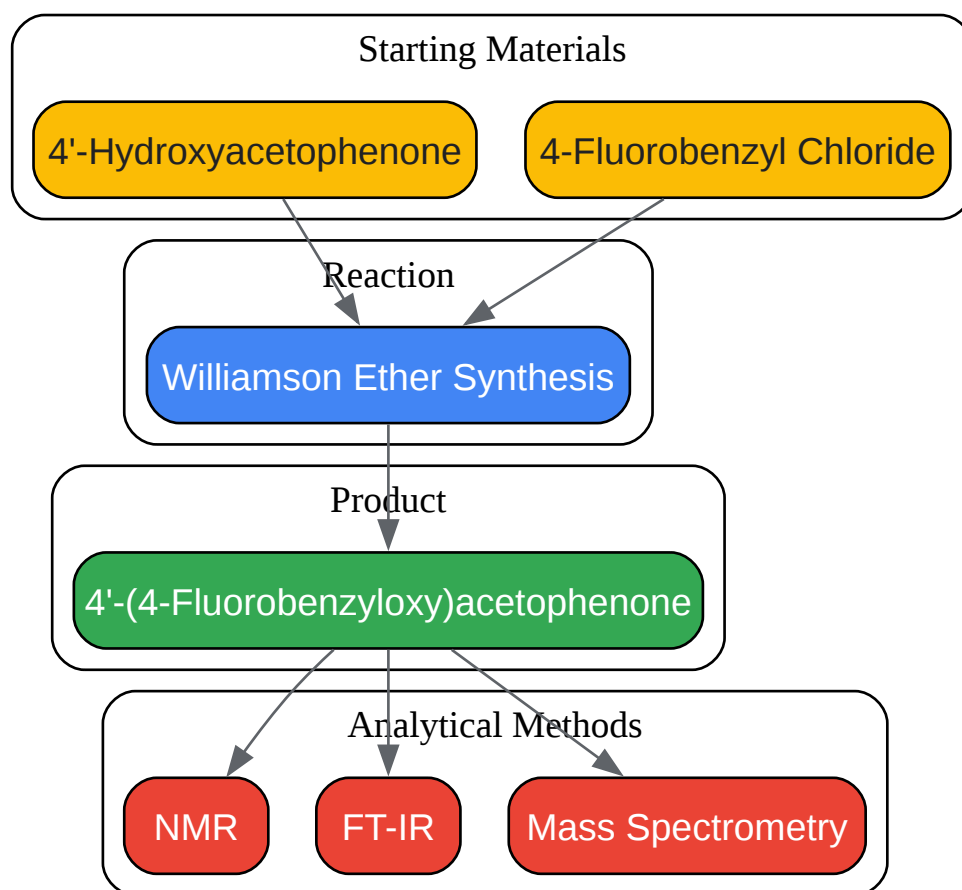 Starting Materials
4'-Hydroxyacetophenone
4-Fluorobenzyl Chloride
Reaction
Williamson Ether Synthesis
Product
4'-(4-Fluorobenzyloxy)acetophenone
Analytical Methods
NMR
FT-IR
Mass Spectrometry